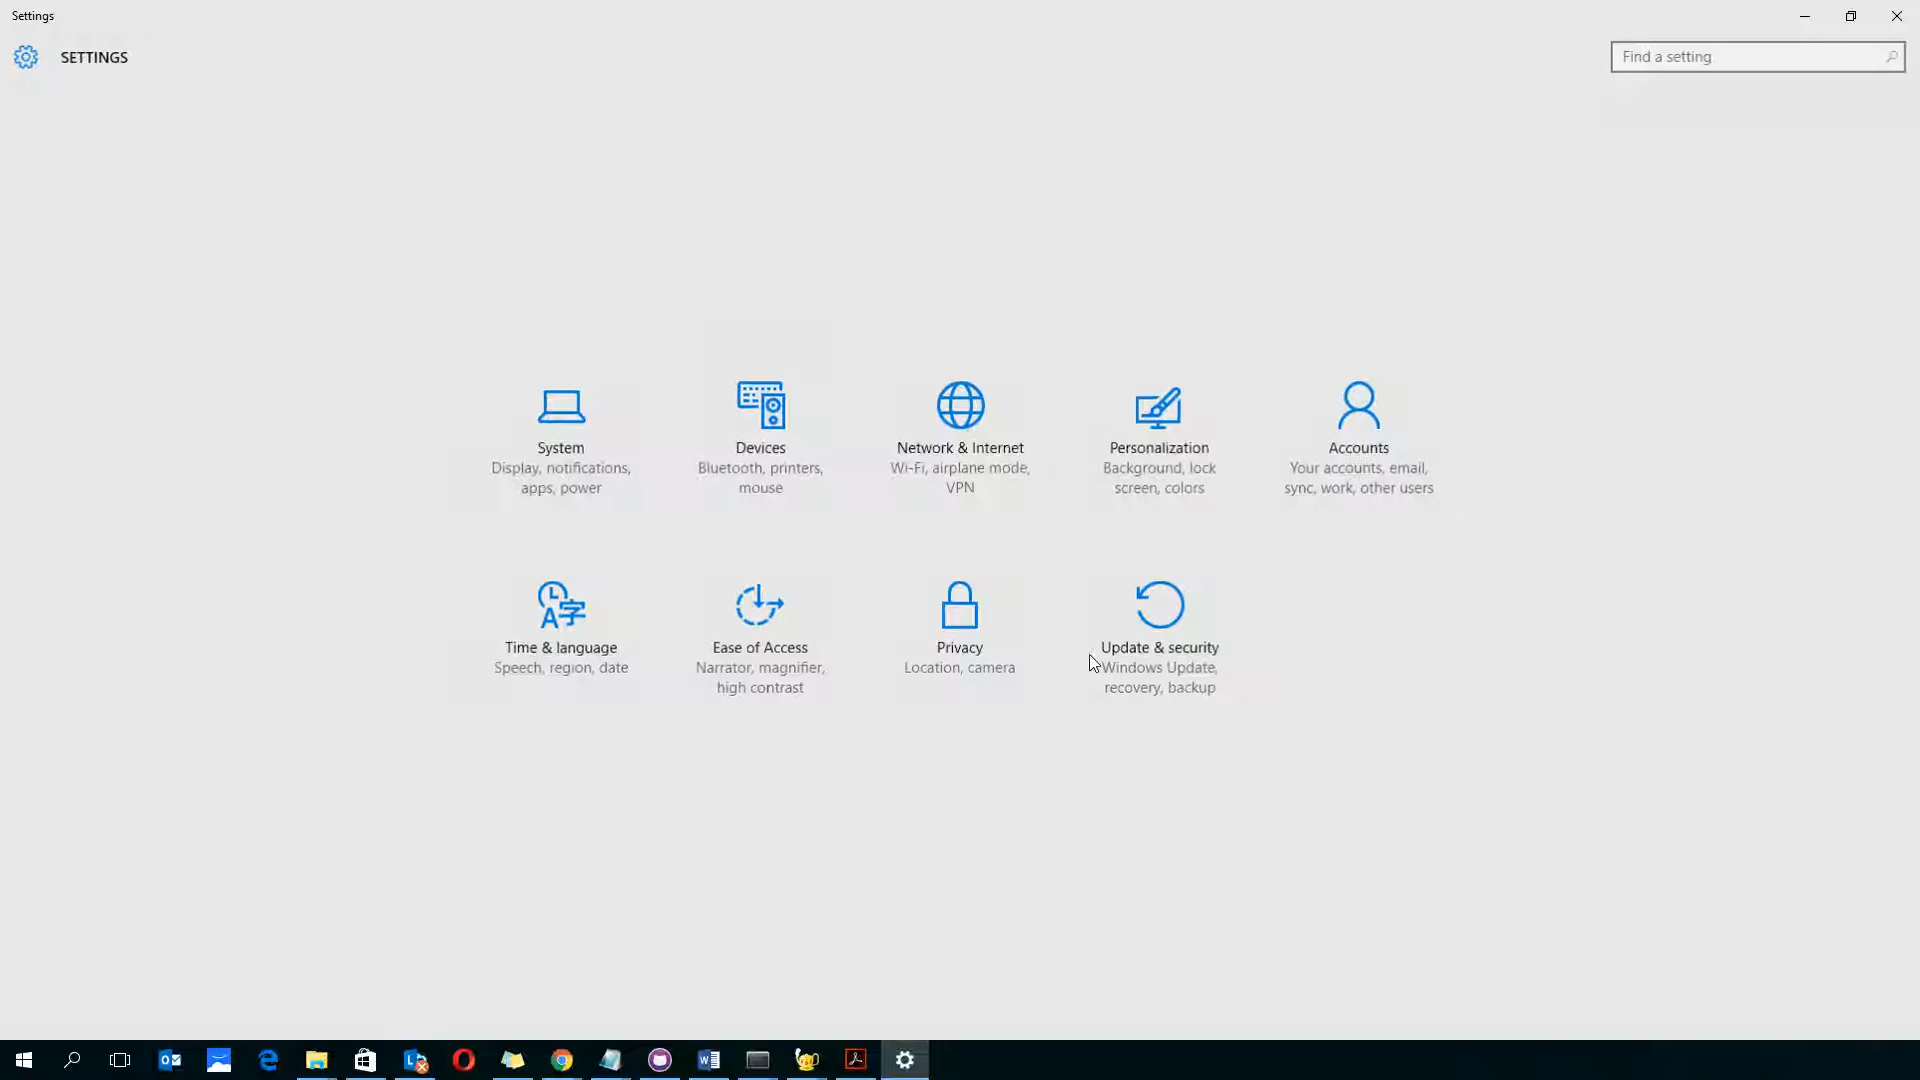 Settings
SETTINGS
Find a setting
System
Display, notifications,
apps, power
Devices
Bluetooth, printers,
mouse
Network & Internet
Wi-Fi, airplane mode,
VPN
Personalization
Background, lock
screen, colors
Accounts
Your accounts, email,
sync, work, other users
Time & language
Speech, region, date
Ease of Access
Narrator, magnifier,
high contrast
Privacy
Location, camera
Update & security
Windows Update,
recovery, backup